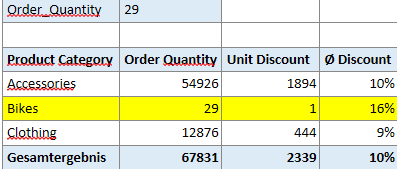 Order_Quantity 29
Product Category Order Quantity Unit Discount Ø Discount
Accessories 54926 1894 10%
Bikes 29 1 16%
Clothing 12876 444 9%
Gesamtergebnis 67831 2339 10%